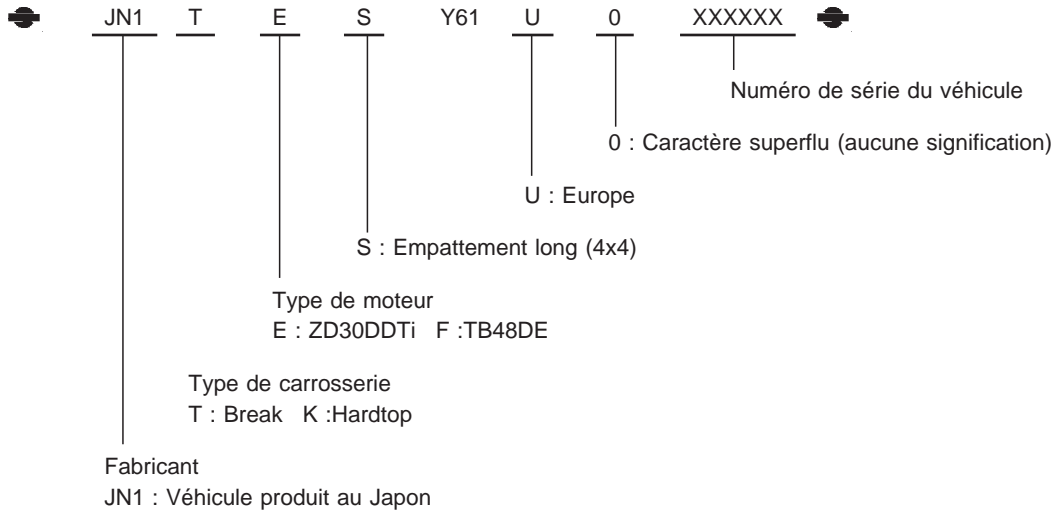 JN1 T E S Y61 U 0 XXXXXX
Numéro de série du véhicule
0 : Caractère superflu (aucune signification)
U : Europe
S : Empattement long (4x4)
Type de moteur
E : ZD30DDTi F :TB48DE
Type de carrosserie
T : Break K :Hardtop
Fabricant
JN1 : Véhicule produit au Japon